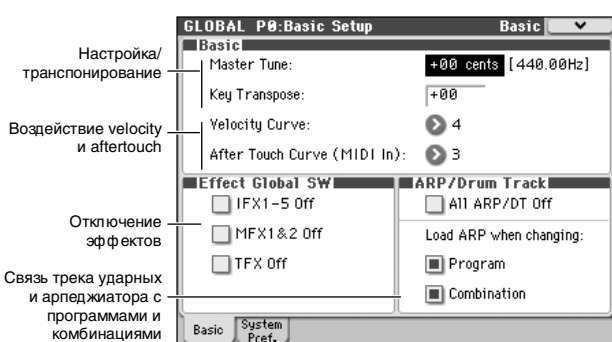 GLOBAL P0:Basic Setup Basic
Basic
Настройка/
транспонирование
Master Tune: +00 cents [440.00Hz]
Key Transpose: +00
Воздействие velocity
и aftertouch
Velocity Curve: 4
After Touch Curve (MIDI In): 3
Effect Global SW
ARP/Drum Track
IFX1-5 Off
All ARP/DT Off
Отключение
эффектов
MFX1&2 Off
Load ARP when changing:
TFX Off
Program
Связь трека ударных
и арпеджиатора с
программами и
комбинациями
Combination
Basic
System
Pref.